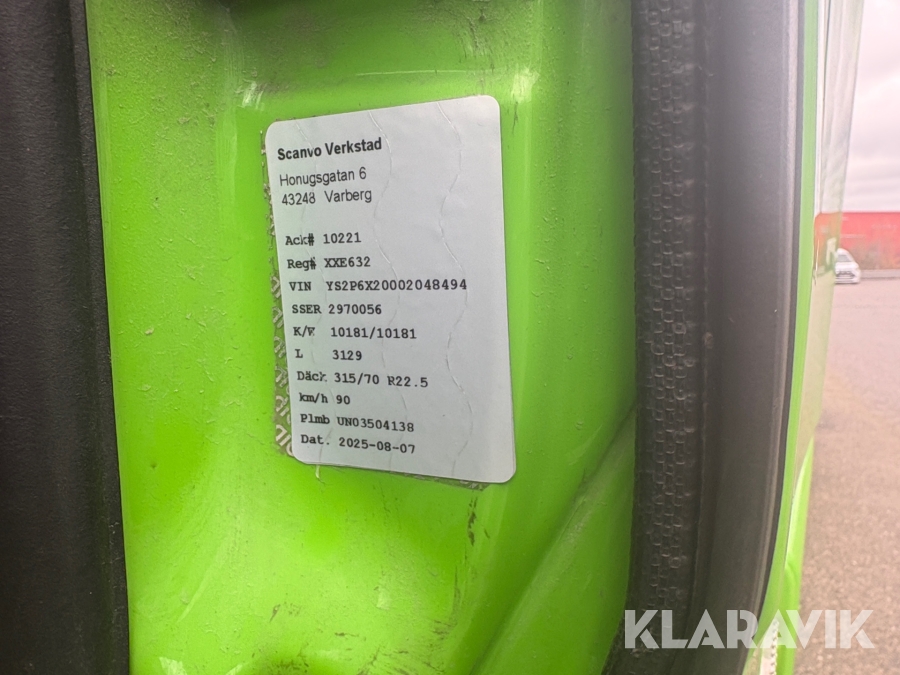 Scanvo Verkstad
Honugsgatan 6
43248 Varberg
Ack# 10221
Reg# XXE632
VIN YS2P6X20002048494
SSER 2970056
K/W 10181/10181
L 3129
Däck 315/70 R22.5
km/h 90
Plmb UN03504138
Dat. 2025-08-07
KLARAVIK